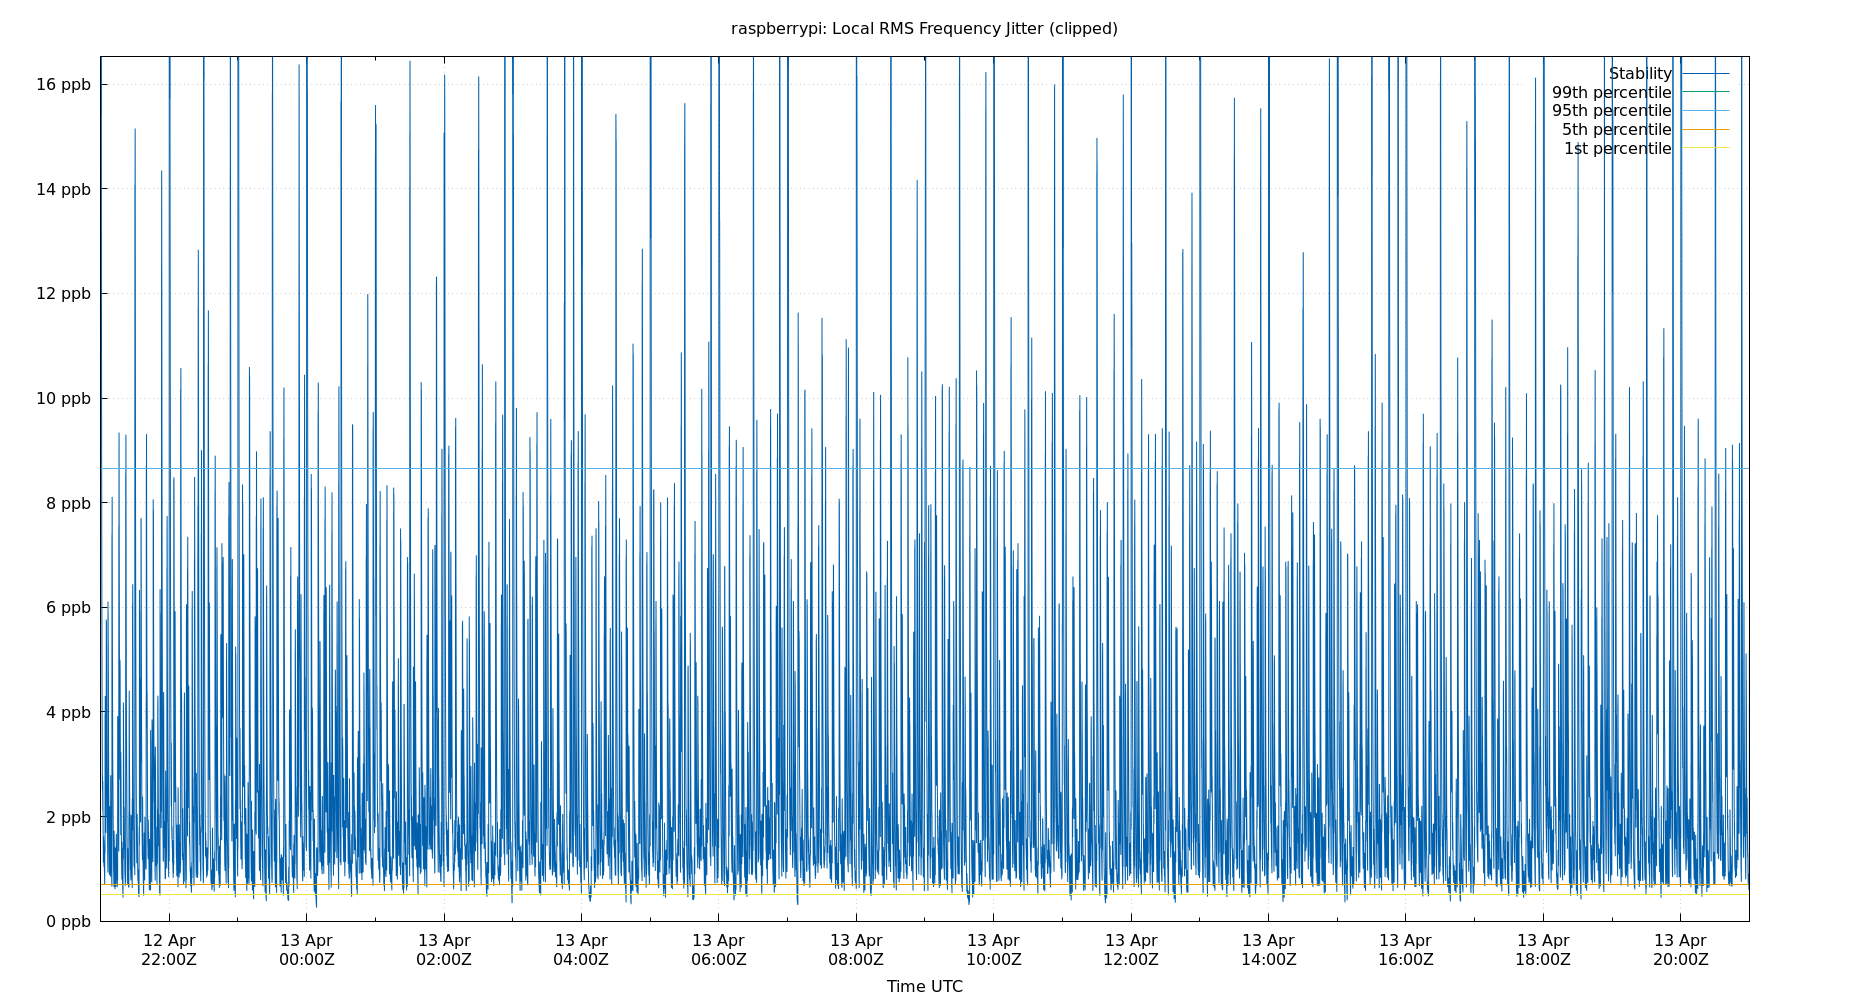 raspberrypi: Local RMS Frequency Jitter (clipped)
Stability
99th percentile
95th percentile
5th percentile
1st percentile
16 ppb
14 ppb
12 ppb
10 ppb
8 ppb
6 ppb
4 ppb
2 ppb
0 ppb
12 Apr 13 Apr 13 Apr 13 Apr 13 Apr 13 Apr 13 Apr 13 Apr 13 Apr 13 Apr 13 Apr 13 Apr
22:00Z 00:00Z 02:00Z 04:00Z 06:00Z 08:00Z 10:00Z 12:00Z 14:00Z 16:00Z 18:00Z 20:00Z
Time UTC